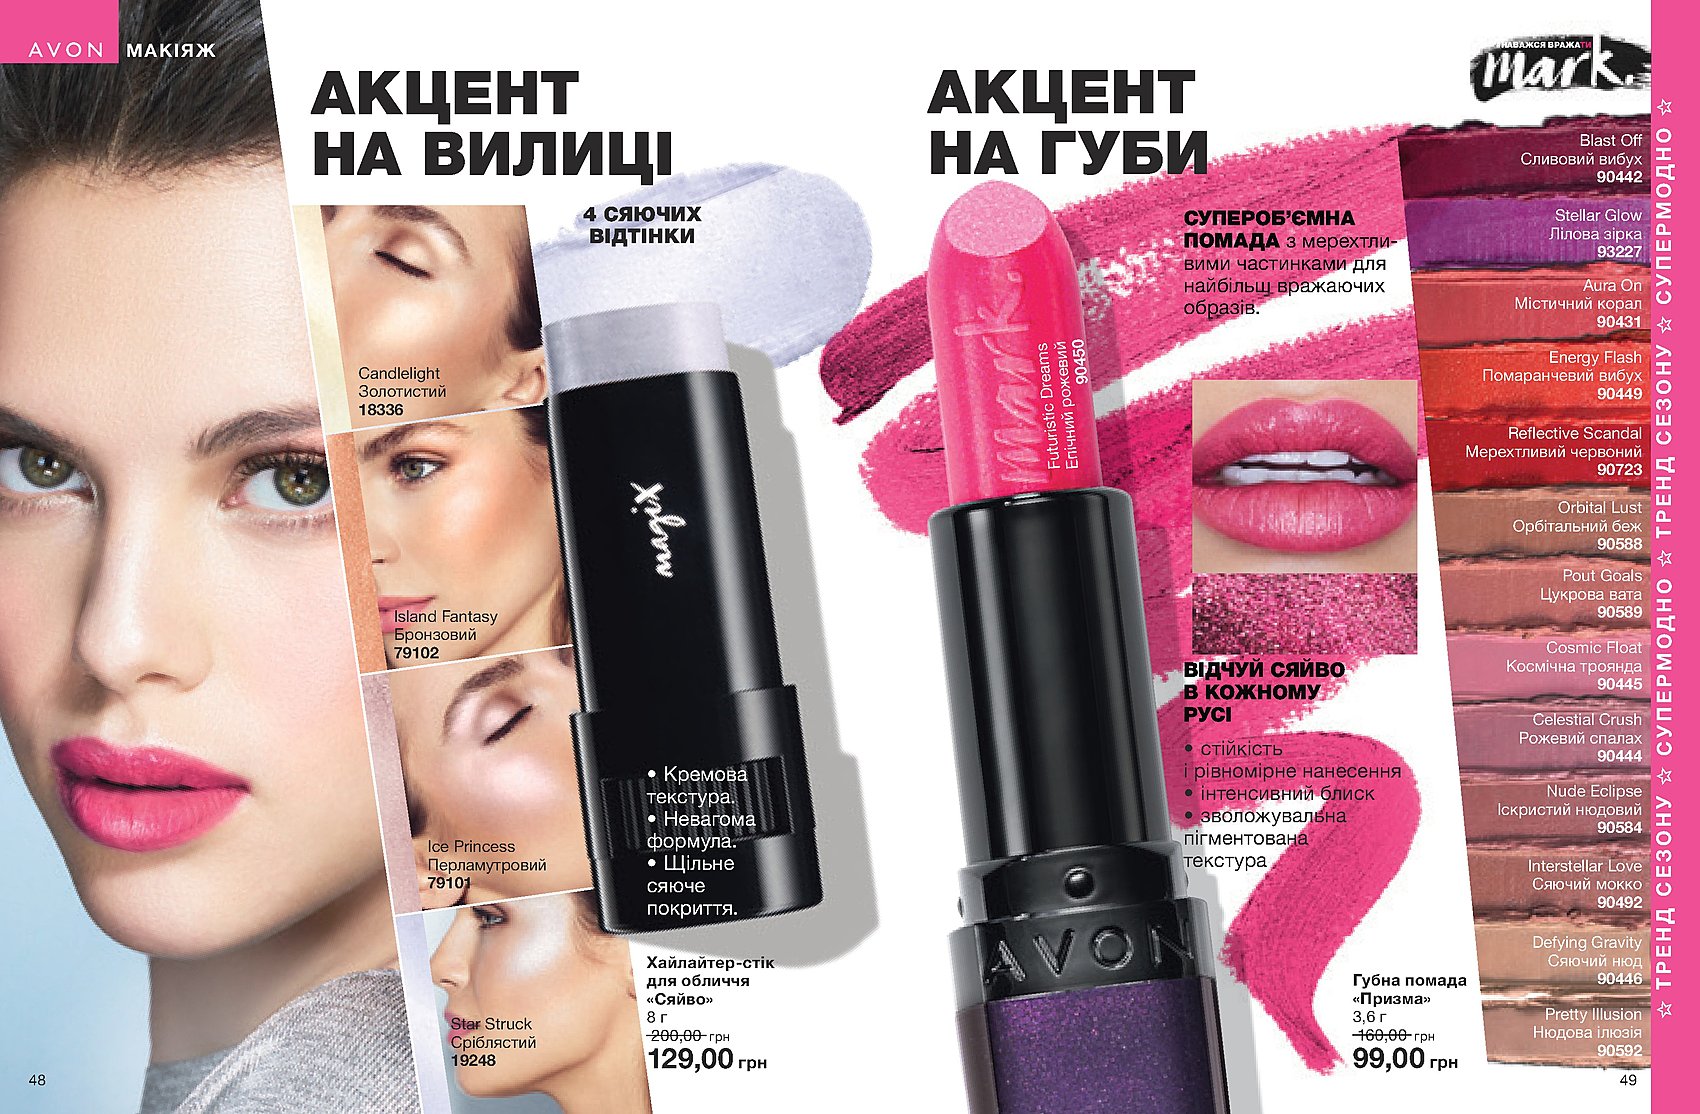 AVON МАКІЯЖ
АКЦЕНТ
НА ВИЛИЦІ
4 СЯЮЧИХ
ВІДТІНКИ
Candlelight
Золотистий
18336
Island Fantasy
Бронзовий
79102
Ice Princess
Перламутровий
79101
Star Struck
Сріблястий
19248
magix
• Кремова
текстура.
• Невагома
формула.
• Щільне
сяюче
покриття.
Хайлайтер-стік
для обличчя
«Сяйво»
8 г
200,00 грн
129,00 грн
48
АКЦЕНТ
НА ГУБИ
НАВАЖСЯ ВРАЖАТИ
mark.
СУПЕРОБ’ЄМНА
ПОМАДА з мерехтли-
вими частинками для
найбільш вражаючих
образів.
mark.
Futuristic Dreams
Епічний рожевий
90450
ВІДЧУЙ СЯЙВО
В КОЖНОМУ
РУСІ
• стійкість
і рівномірне нанесення
• інтенсивний блиск
• зволожувальна
пігментована
текстура
AVON
Губна помада
«Призма»
3,6 г
160,00 грн
99,00 грн
Blast Off
Сливовий вибух
90442
Stellar Glow
Лілова зірка
93227
Aura On
Містичний корал
90431
Energy Flash
Помаранчевий вибух
90449
Reflective Scandal
Мерехтливий червоний
90723
Orbital Lust
Орбітальний беж
90588
Pout Goals
Цукрова вата
90589
Cosmic Float
Космічна троянда
90445
Celestial Crush
Рожевий спалах
90444
Nude Eclipse
Іскристий нюдовий
90584
Interstellar Love
Сяючий мокко
90492
Defying Gravity
Сяючий нюд
90446
Pretty Illusion
Нюдова ілюзія
90592
49
☆ ТРЕНД СЕЗОНУ ☆ СУПЕРМОДНО ☆ ТРЕНД СЕЗОНУ ☆ СУПЕРМОДНО ☆